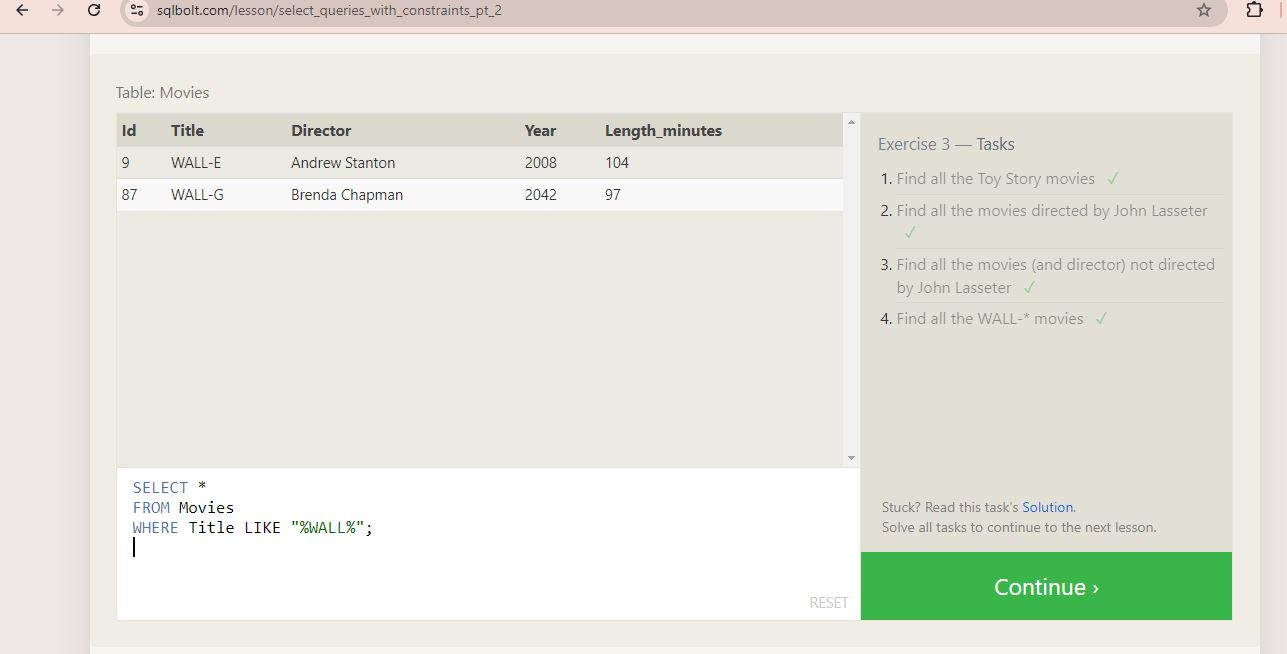 sqlbolt.com/lesson/select_queries_with_constraints_pt_2
Table: Movies
Id Title Director Year Length_minutes
9 WALL-E Andrew Stanton 2008 104
87 WALL-G Brenda Chapman 2042 97
SELECT *
FROM Movies
WHERE Title LIKE "%WALL%";
RESET
Exercise 3 — Tasks
1. Find all the Toy Story movies ✓
2. Find all the movies directed by John Lasseter
✓
3. Find all the movies (and director) not directed
by John Lasseter ✓
4. Find all the WALL-* movies ✓
Stuck? Read this task's Solution.
Solve all tasks to continue to the next lesson.
Continue ›